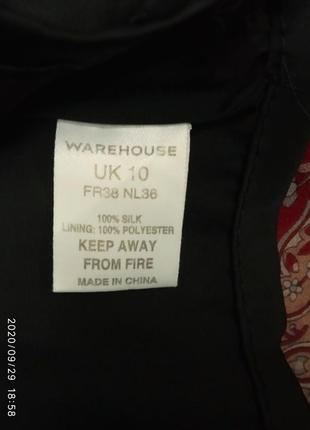 WAREHOUSE
UK 10
FR38 NL36
100% SILK
LINING: 100% POLYESTER
KEEP AWAY
FROM FIRE
MADE IN CHINA
2020/09/29 18:58